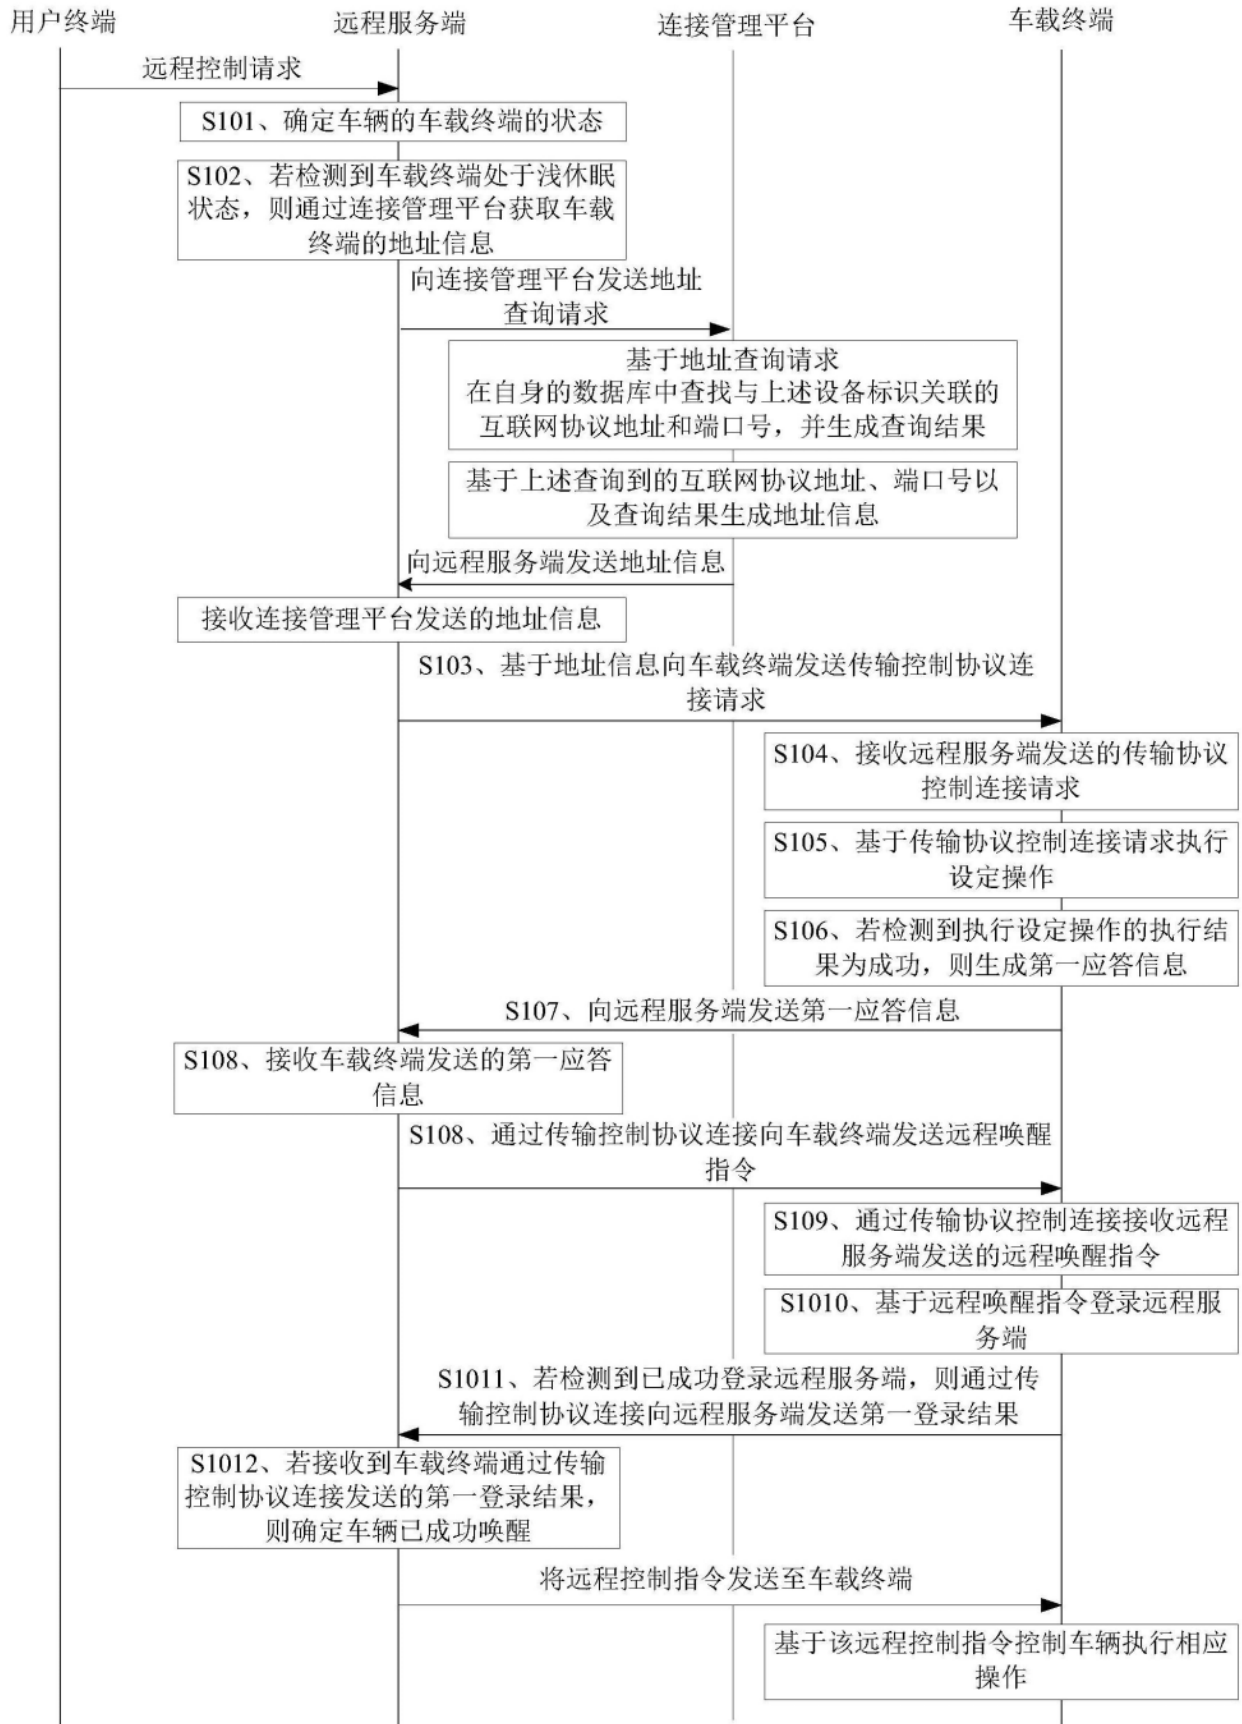 用户终端
远程服务端
连接管理平台
车载终端
远程控制请求
S101、确定车辆的车载终端的状态
S102、若检测到车载终端处于浅休眠
状态，则通过连接管理平台获取车载
终端的地址信息
向连接管理平台发送地址
查询请求
基于地址查询请求
在自身的数据库中查找与上述设备标识关联的
互联网协议地址和端口号，并生成查询结果
基于上述查询到的互联网协议地址、端口号以
及查询结果生成地址信息
向远程服务端发送地址信息
接收连接管理平台发送的地址信息
S103、基于地址信息向车载终端发送传输控制协议连
接请求
S104、接收远程服务端发送的传输协议
控制连接请求
S105、基于传输协议控制连接请求执行
设定操作
S106、若检测到执行设定操作的执行结
果为成功，则生成第一应答信息
S107、向远程服务端发送第一应答信息
S108、接收车载终端发送的第一应答
信息
S108、通过传输控制协议连接向车载终端发送远程唤醒
指令
S109、通过传输协议控制连接接收远程
服务端发送的远程唤醒指令
S1010、基于远程唤醒指令登录远程服
务端
S1011、若检测到已成功登录远程服务端，则通过传
输控制协议连接向远程服务端发送第一登录结果
S1012、若接收到车载终端通过传输
控制协议连接发送的第一登录结果，
则确定车辆已成功唤醒
将远程控制指令发送至车载终端
基于该远程控制指令控制车辆执行相应
操作